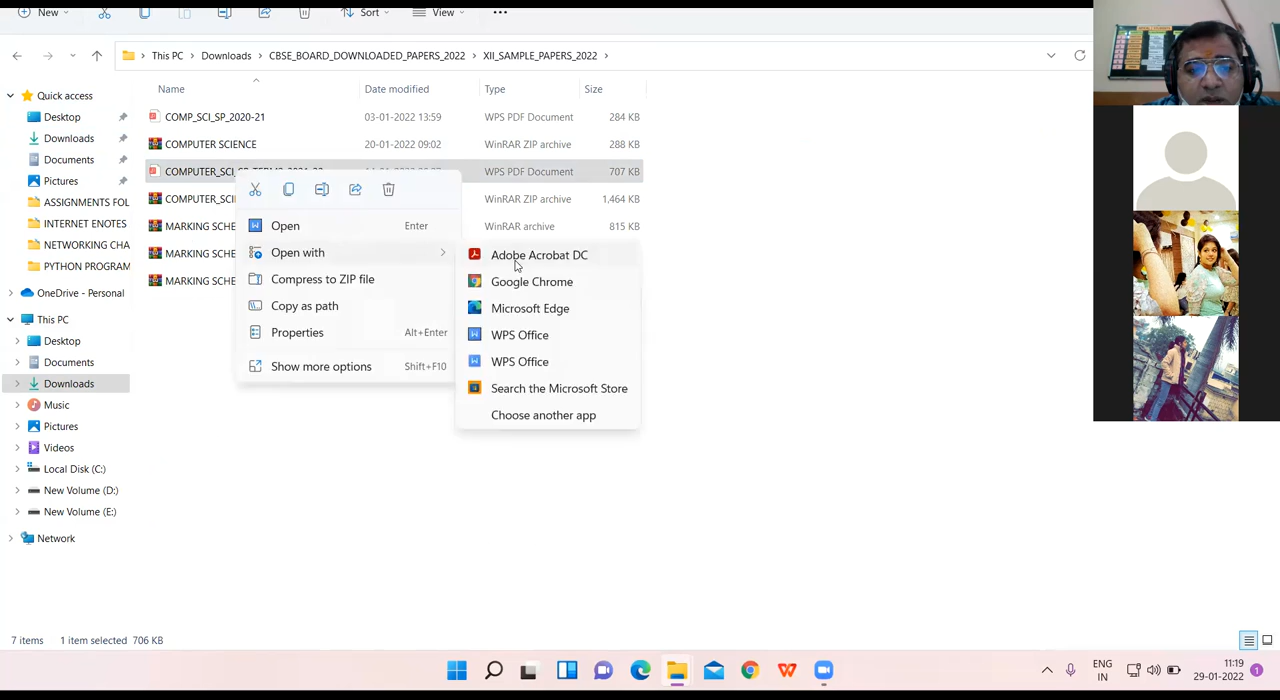 New
Sort
View
This PC > Downloads > CBSE_BOARD_DOWNLOADED_PAPERS_2022 > XII_SAMPLE_PAPERS_2022 >
Name Date modified Type Size
COMP_SCI_SP_2020-21 03-01-2022 13:59 WPS PDF Document 284 KB
COMPUTER SCIENCE 20-01-2022 09:02 WinRAR ZIP archive 288 KB
WPS PDF Document 707 KB
COMPUTER_SCI WinRAR ZIP archive 1,464 KB
MARKING SCHE WinRAR archive 815 KB
MARKING SCHE
MARKING SCHE
Open Enter
Open with
Compress to ZIP file
Copy as path
Properties Alt+Enter
Show more options Shift+F10
Adobe Acrobat DC
Google Chrome
Microsoft Edge
WPS Office
WPS Office
Search the Microsoft Store
Choose another app
Quick access
Desktop
Downloads
Documents
Pictures
ASSIGNMENTS FOL
INTERNET ENOTES
NETWORKING CHA
PYTHON PROGRAM
OneDrive - Personal
This PC
Desktop
Documents
Downloads
Music
Pictures
Videos
Local Disk (C:)
New Volume (D:)
New Volume (E:)
Network
7 items 1 item selected 706 KB
ENG
IN
11:19
29-01-2022
1